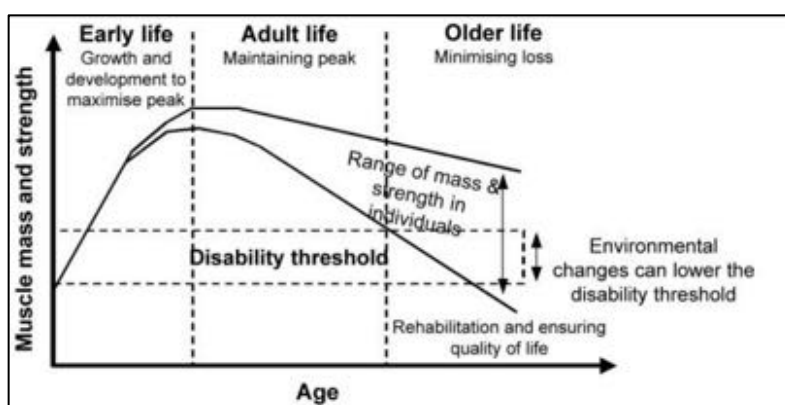 Early life
Growth and
development to
maximise peak
Adult life
Maintaining peak
Older life
Minimising loss
Muscle mass and strength
Range of mass &
strength in
individuals
Disability threshold
Environmental
changes can lower the
disability threshold
Rehabilitation and ensuring
quality of life
Age